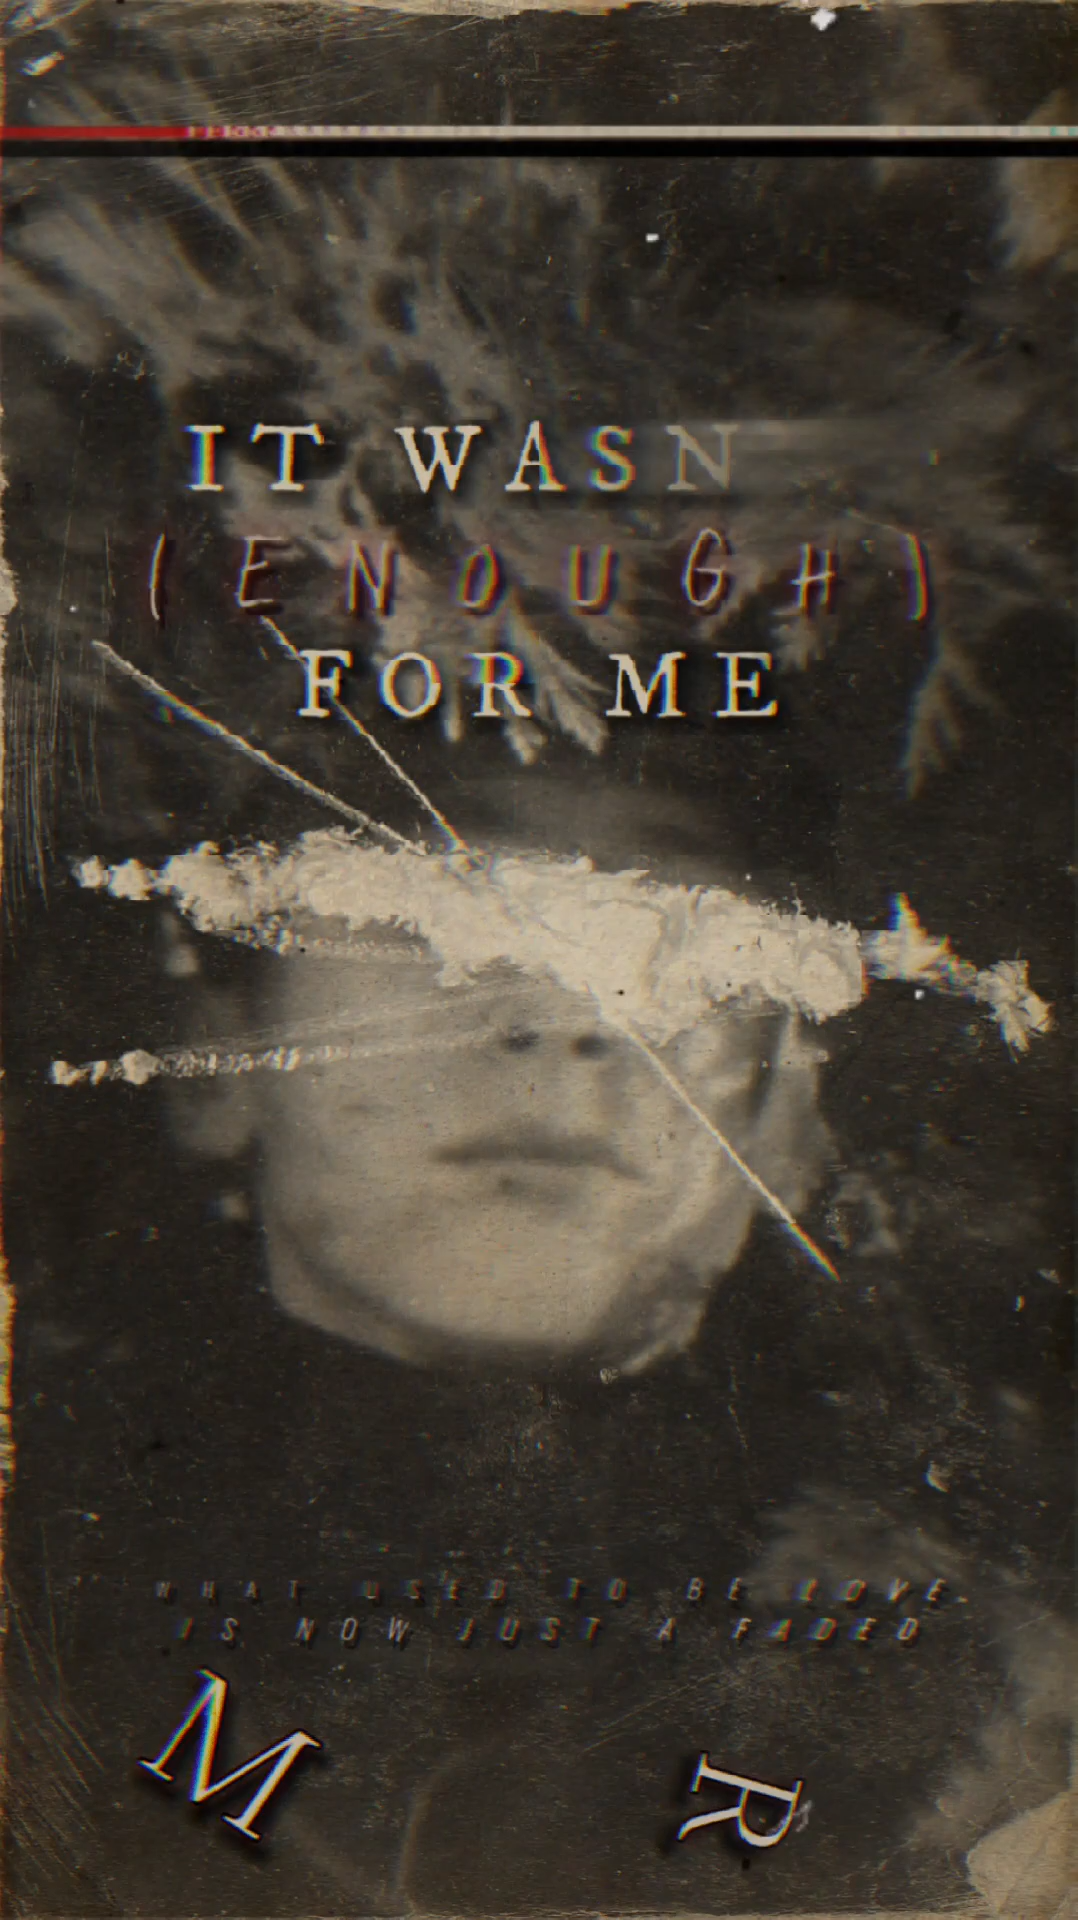 IT WASN
(ENOUGH)
FOR ME
WHAT USED TO BE LOVE
IS NOW JUST A FADED
M R